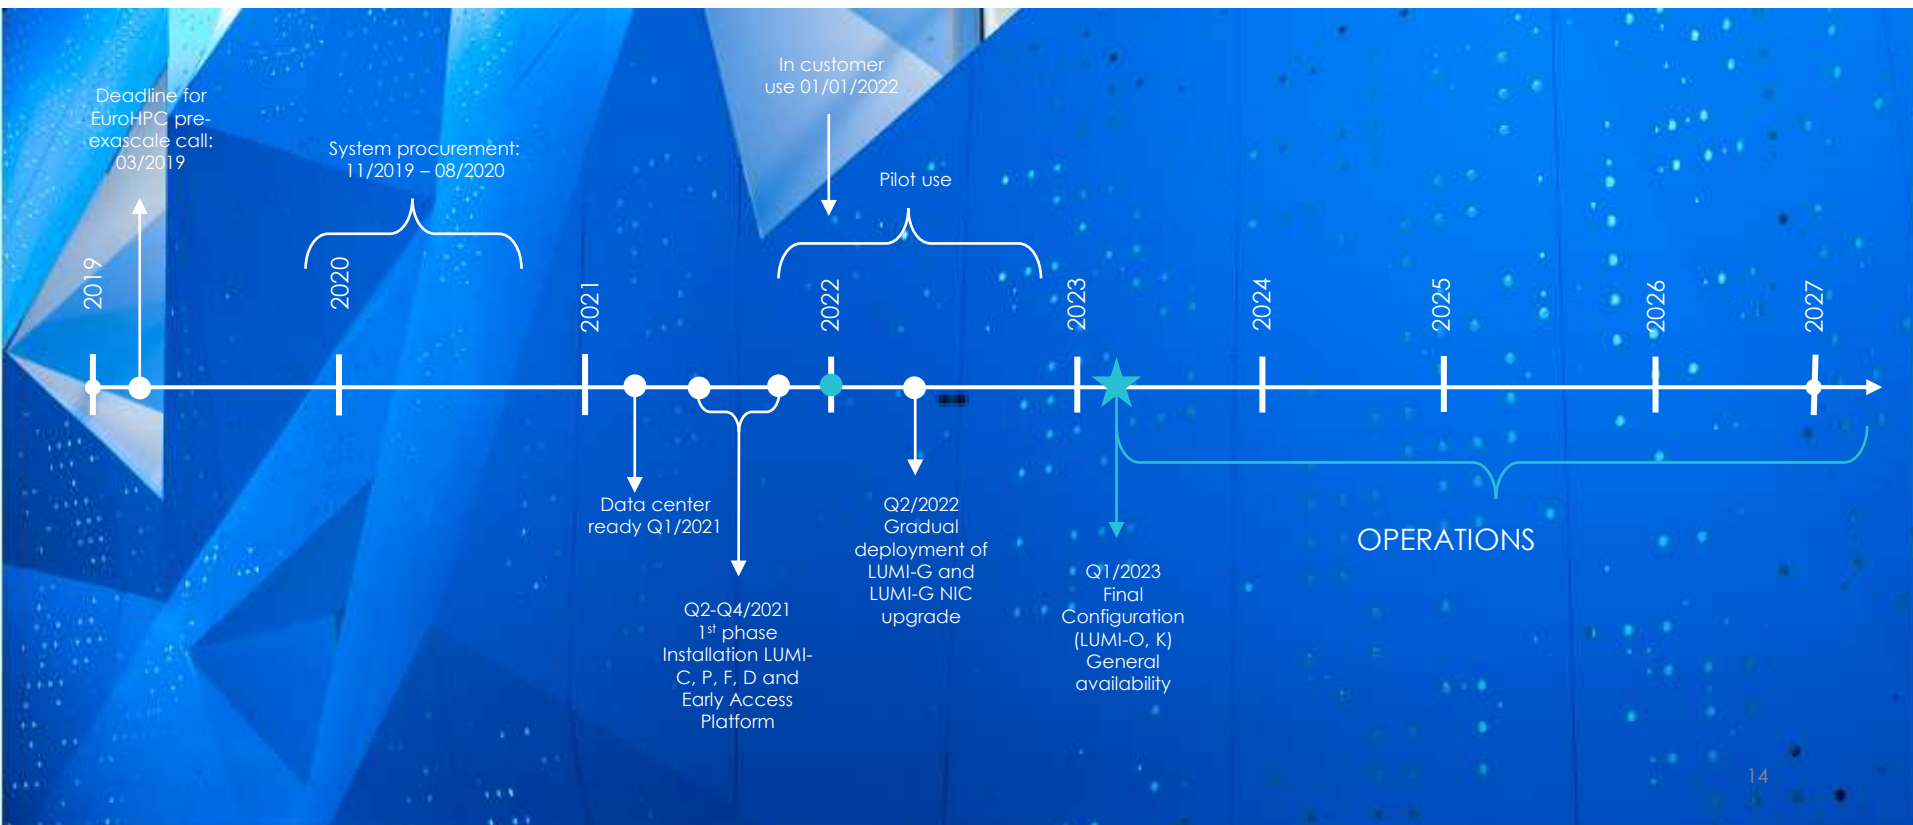 In customer
use 01/01/2022
Deadline for
EuroHPC pre-
exascale call:
03/2019
System procurement:
11/2019 – 08/2020
Pilot use
2019
2020
2021
2022
2023
2024
2025
2026
2027
Data center
ready Q1/2021
Q2-Q4/2021
1st phase
Installation LUMI-
C, P, F, D and
Early Access
Platform
Q2/2022
Gradual
deployment of
LUMI-G and
LUMI-G NIC
upgrade
Q1/2023
Final
Configuration
(LUMI-O, K)
General
availability
OPERATIONS
14